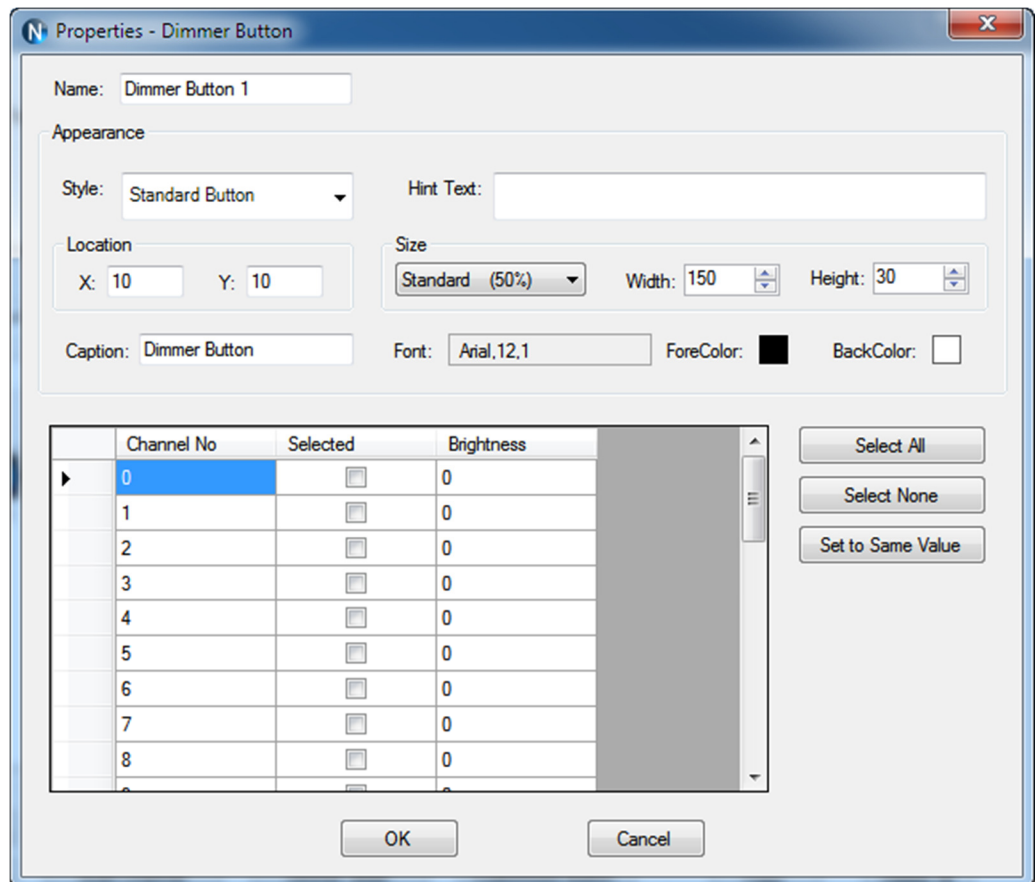 N Properties - Dimmer Button
Name: Dimmer Button 1
Appearance
Style: Standard Button Hint Text:
Location Size
X: 10 Y: 10 Standard (50%) Width: 150 Height: 30
Caption: Dimmer Button Font: Arial,12,1 ForeColor: BackColor:
Channel No Selected Brightness
0 0
1 0
2 0
3 0
4 0
5 0
6 0
7 0
8 0
Select All
Select None
Set to Same Value
OK Cancel